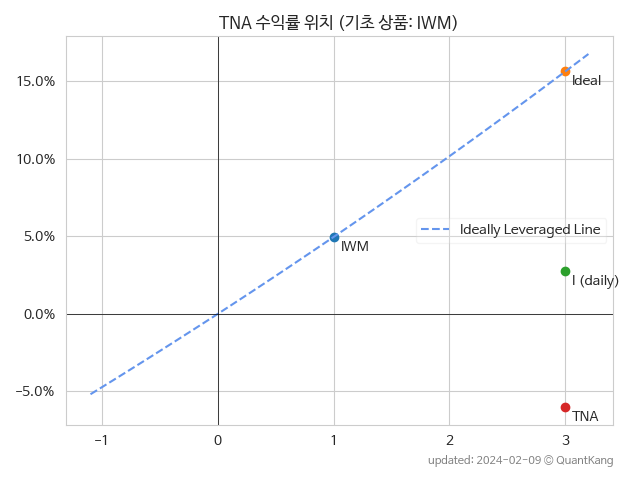 TNA 수익률 위치 (기초 상품: IWM)
15.0%
10.0%
5.0%
0.0%
−5.0%
Ideal
IWM
Ideally Leveraged Line
I (daily)
TNA
−1
0
1
2
3
updated: 2024-02-09 © QuantKang